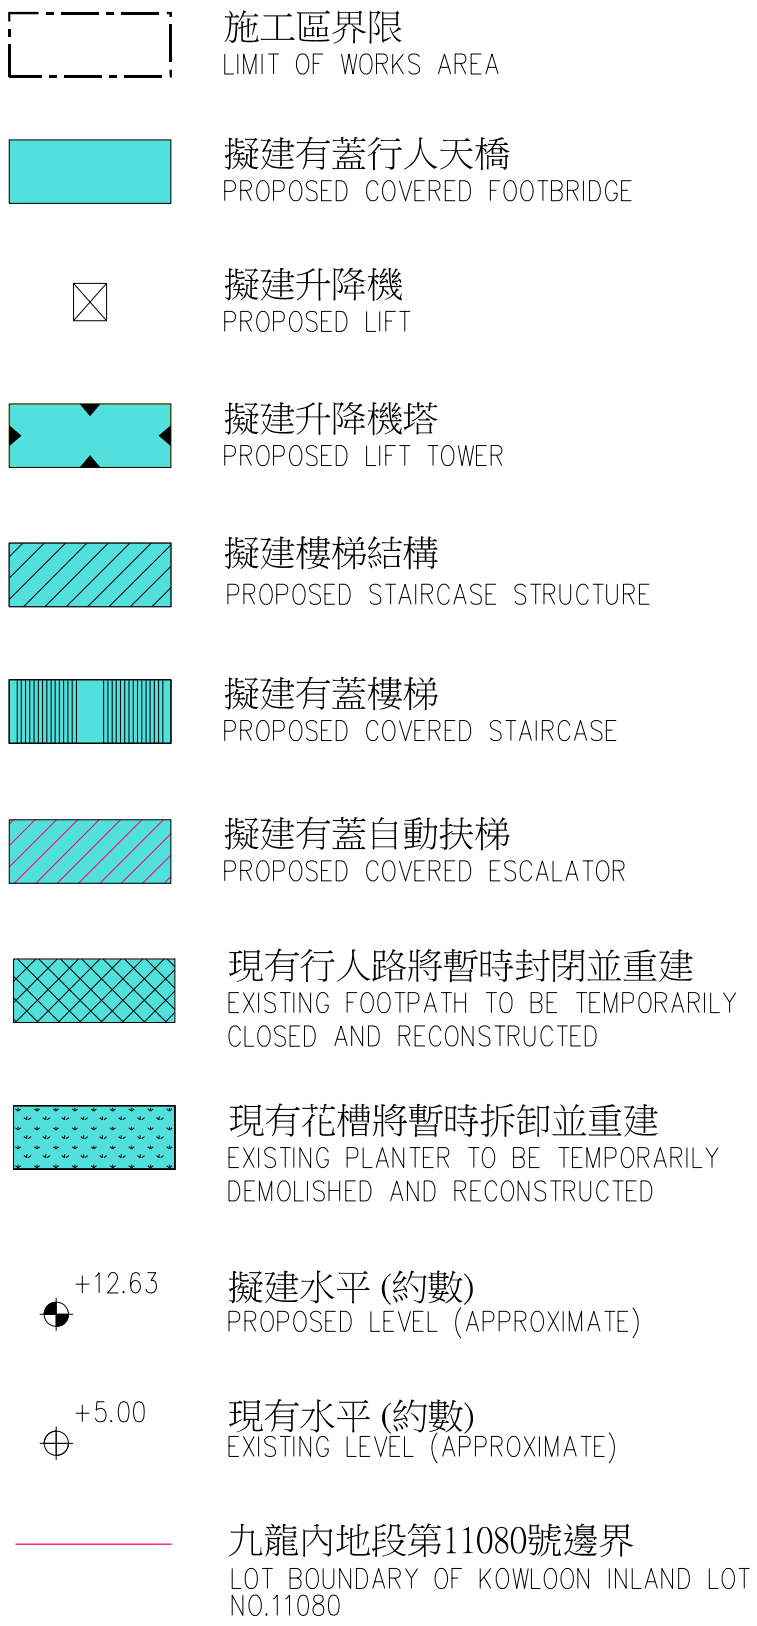 施工區界限
LIMIT OF WORKS AREA
擬建有蓋行人天橋
PROPOSED COVERED FOOTBRIDGE
擬建升降機
PROPOSED LIFT
擬建升降機塔
PROPOSED LIFT TOWER
擬建樓梯結構
PROPOSED STAIRCASE STRUCTURE
擬建有蓋樓梯
PROPOSED COVERED STAIRCASE
擬建有蓋自動扶梯
PROPOSED COVERED ESCALATOR
現有行人路將暫時封閉並重建
EXISTING FOOTPATH TO BE TEMPORARILY
CLOSED AND RECONSTRUCTED
現有花槽將暫時拆卸並重建
EXISTING PLANTER TO BE TEMPORARILY
DEMOLISHED AND RECONSTRUCTED
+12.63
擬建水平 (約數)
PROPOSED LEVEL (APPROXIMATE)
+5.00
現有水平 (約數)
EXISTING LEVEL (APPROXIMATE)
九龍內地段第11080號邊界
LOT BOUNDARY OF KOWLOON INLAND LOT
NO.11080